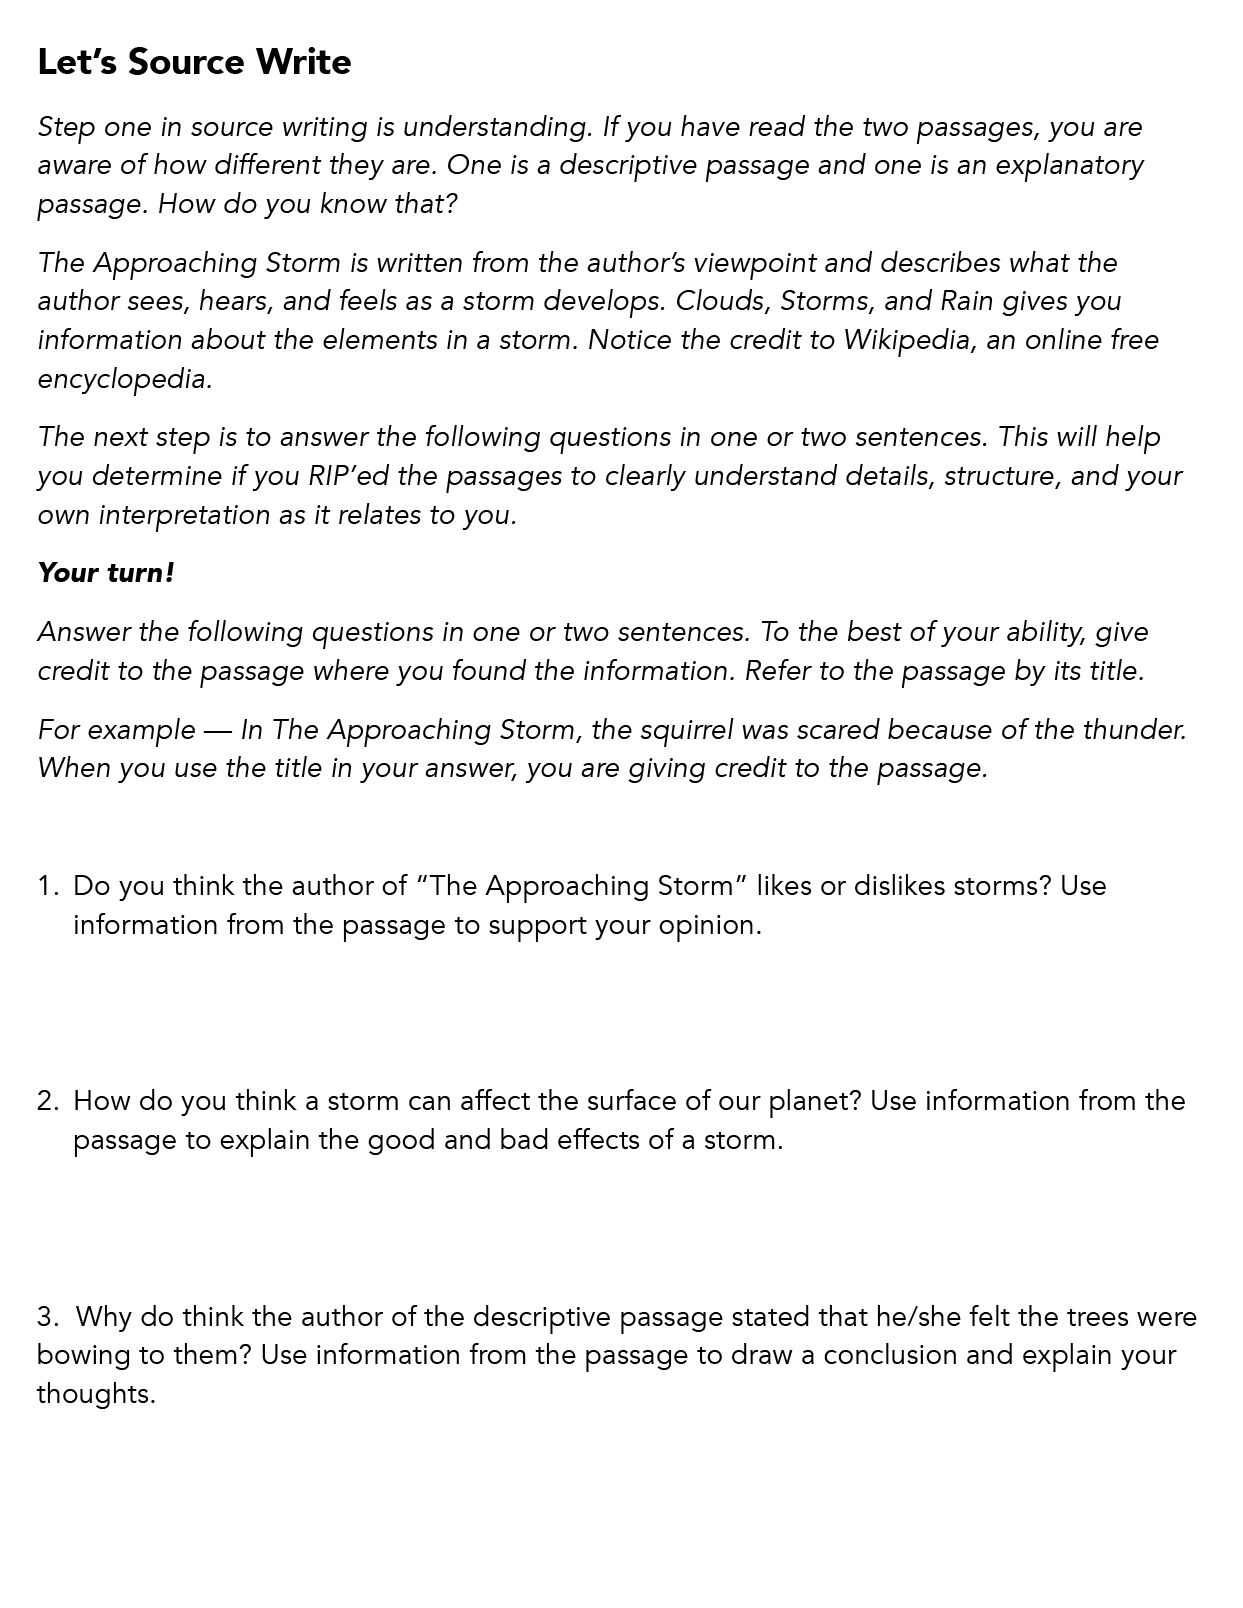 Let’s Source Write
Step one in source writing is understanding. If you have read the two passages, you are
aware of how different they are. One is a descriptive passage and one is an explanatory
passage. How do you know that?
The Approaching Storm is written from the author’s viewpoint and describes what the
author sees, hears, and feels as a storm develops. Clouds, Storms, and Rain gives you
information about the elements in a storm. Notice the credit to Wikipedia, an online free
encyclopedia.
The next step is to answer the following questions in one or two sentences. This will help
you determine if you RIP’ed the passages to clearly understand details, structure, and your
own interpretation as it relates to you.
Your turn!
Answer the following questions in one or two sentences. To the best of your ability, give
credit to the passage where you found the information. Refer to the passage by its title.
For example — In The Approaching Storm, the squirrel was scared because of the thunder.
When you use the title in your answer, you are giving credit to the passage.
1. Do you think the author of “The Approaching Storm” likes or dislikes storms? Use
information from the passage to support your opinion.
2. How do you think a storm can affect the surface of our planet? Use information from the
passage to explain the good and bad effects of a storm.
3. Why do think the author of the descriptive passage stated that he/she felt the trees were
bowing to them? Use information from the passage to draw a conclusion and explain your
thoughts.